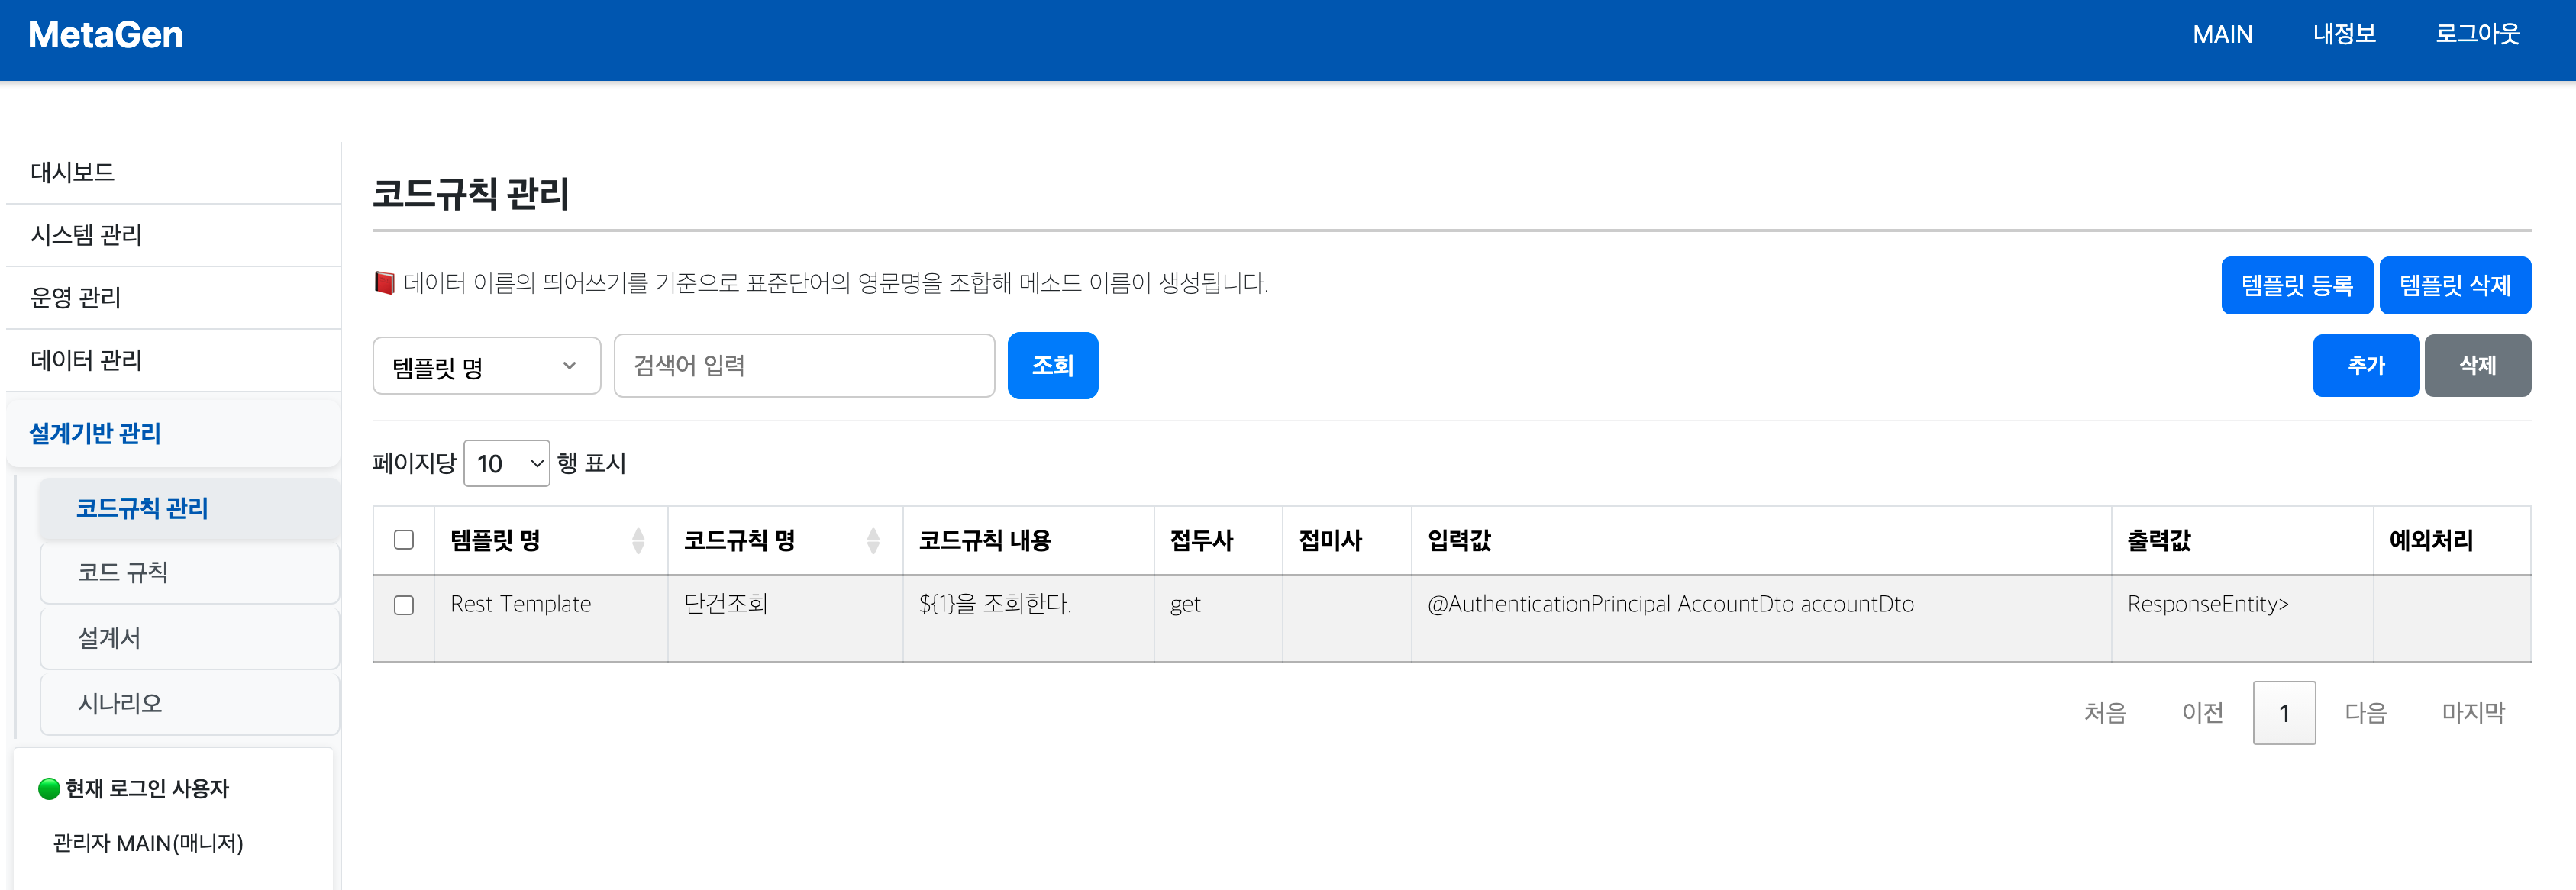 MetaGen
MAIN 내정보 로그아웃
대시보드
시스템 관리
운영 관리
데이터 관리
설계기반 관리
코드규칙 관리
코드 규칙
설계서
시나리오
현재 로그인 사용자
관리자 MAIN(매니저)
코드규칙 관리
데이터 이름의 띄어쓰기를 기준으로 표준단어의 영문명을 조합해 메소드 이름이 생성됩니다.
템플릿 등록 템플릿 삭제
템플릿 명 검색어 입력 조회 추가 삭제
페이지당 10 행 표시
템플릿 명 코드규칙 명 코드규칙 내용 접두사 접미사 입력값 출력값 예외처리
Rest Template 단건조회 ${1}을 조회한다. get @AuthenticationPrincipal AccountDto accountDto ResponseEntity>
처음 이전 1 다음 마지막